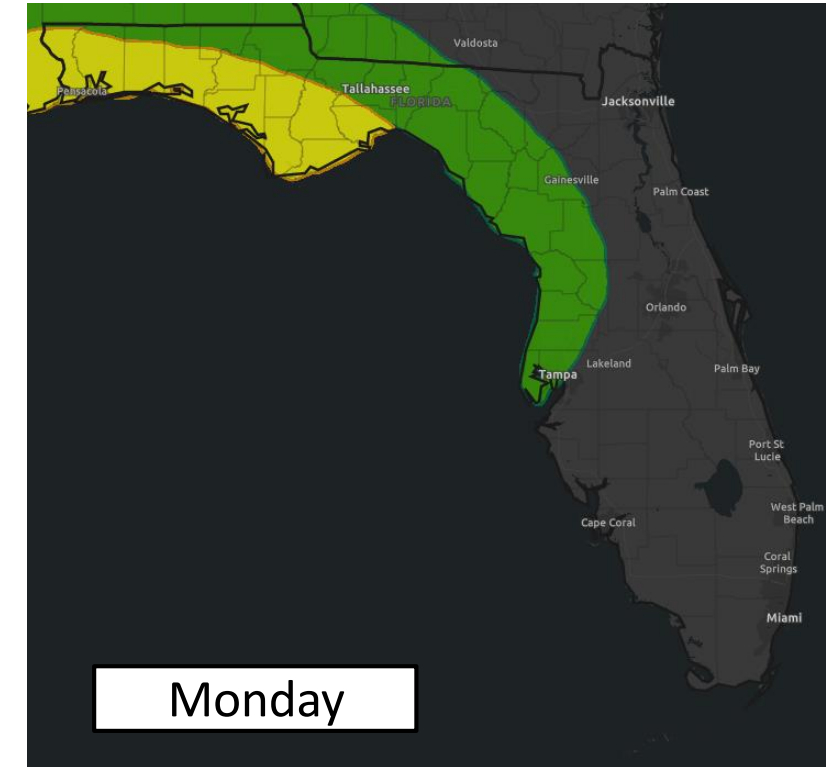 Valdosta
Pensacola
Tallahassee
FLORIDA
Jacksonville
Gainesville
Palm Coast
Orlando
Lakeland
Tampa
Palm Bay
Port St
Lucie
West Palm
Beach
Cape Coral
Coral
Springs
Miami
Monday